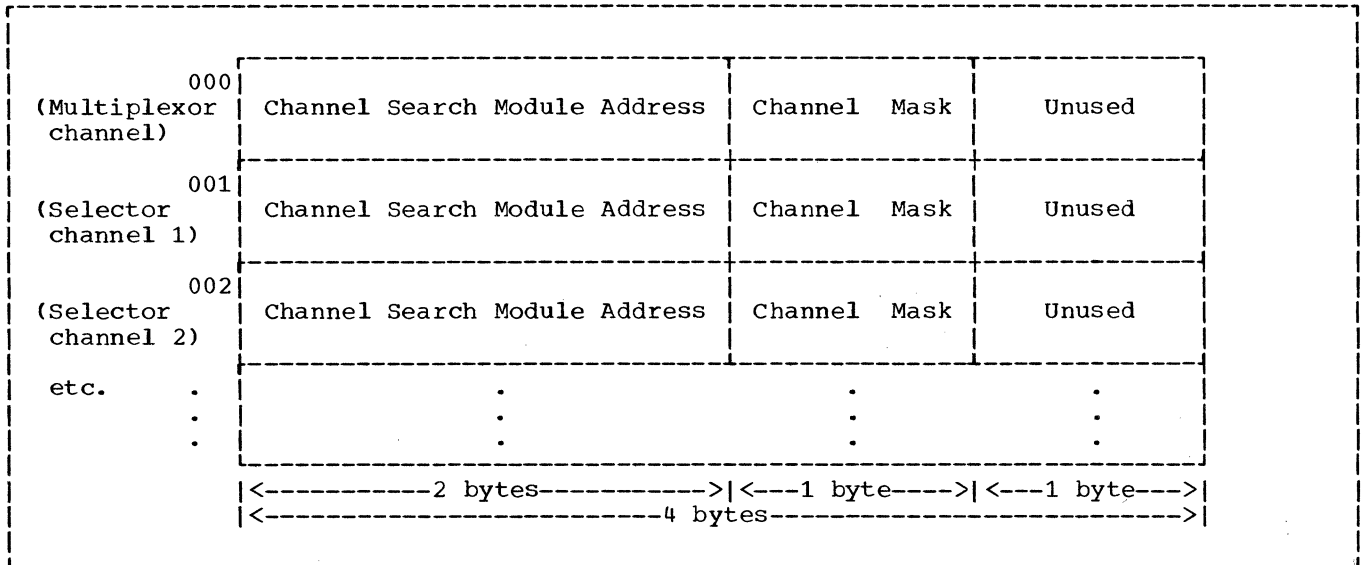 000
(Multiplexor Channel Search Module Address Channel Mask Unused
channel)
001
(Selector Channel Search Module Address Channel Mask Unused
channel 1)
002
(Selector Channel Search Module Address Channel Mask Unused
channel 2)
etc. . . . .
. . . .
. . . .
|<-----------2 bytes----------->|<---1 byte---->|<---1 byte--->|
|<--------------------------4 bytes-------------------------->|